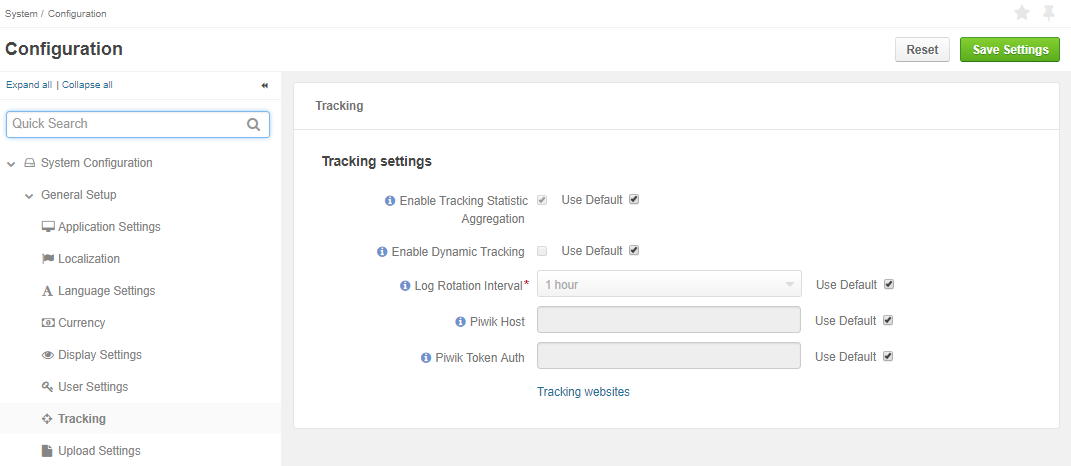 System / Configuration
Configuration
Reset
Save Settings
Expand all | Collapse all
Quick Search
System Configuration
General Setup
Application Settings
Localization
Language Settings
Currency
Display Settings
User Settings
Tracking
Upload Settings
Tracking
Tracking settings
Enable Tracking Statistic
Aggregation
Use Default
Enable Dynamic Tracking
Use Default
Log Rotation Interval*
1 hour
Use Default
Piwik Host
Use Default
Piwik Token Auth
Use Default
Tracking websites